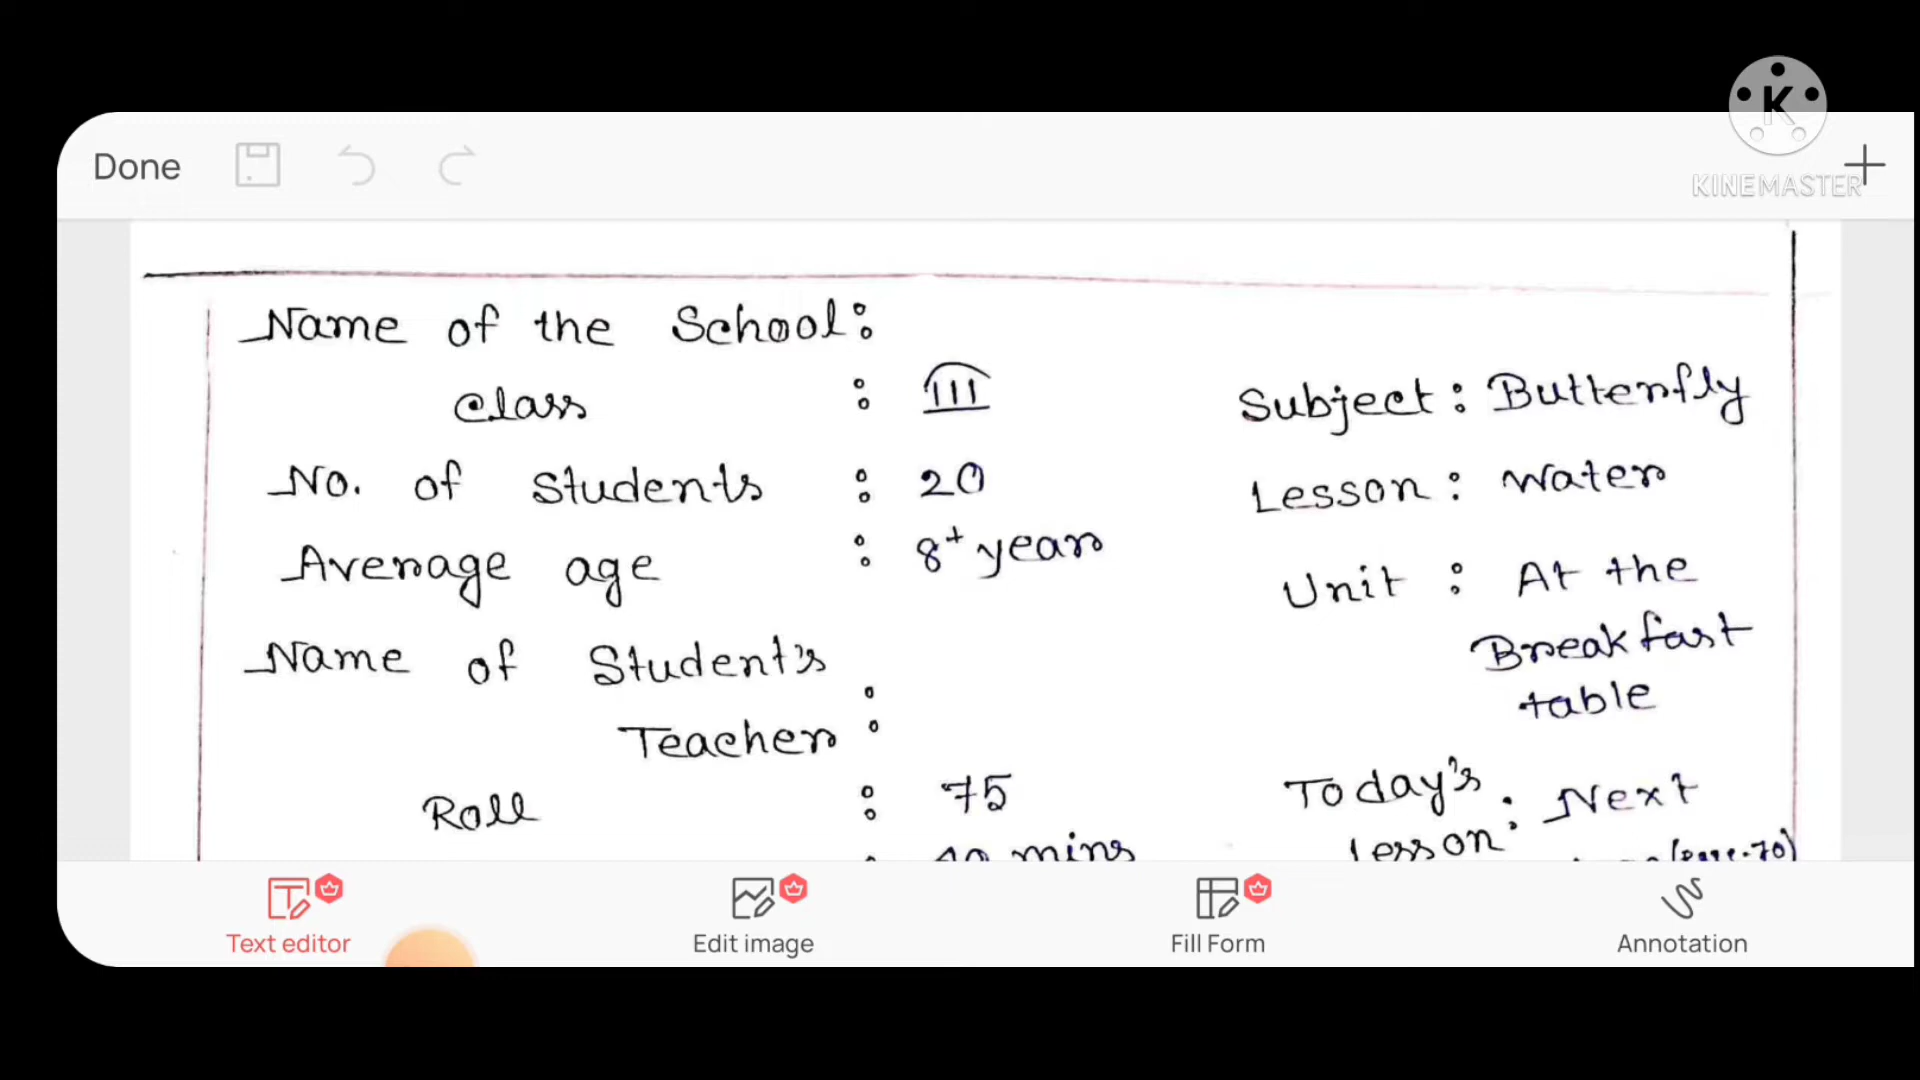 Done
KINEMASTER
Name of the School:
Class : III
Subject : Butterfly
No. of Students : 20
Lesson : Water
Average age : 8+ year
Unit : At the
Breakfast
table
Name of Student's
Teacher :
Roll : 75
Today's
lesson : Next
mins
Text editor
Edit image
Fill Form
Annotation